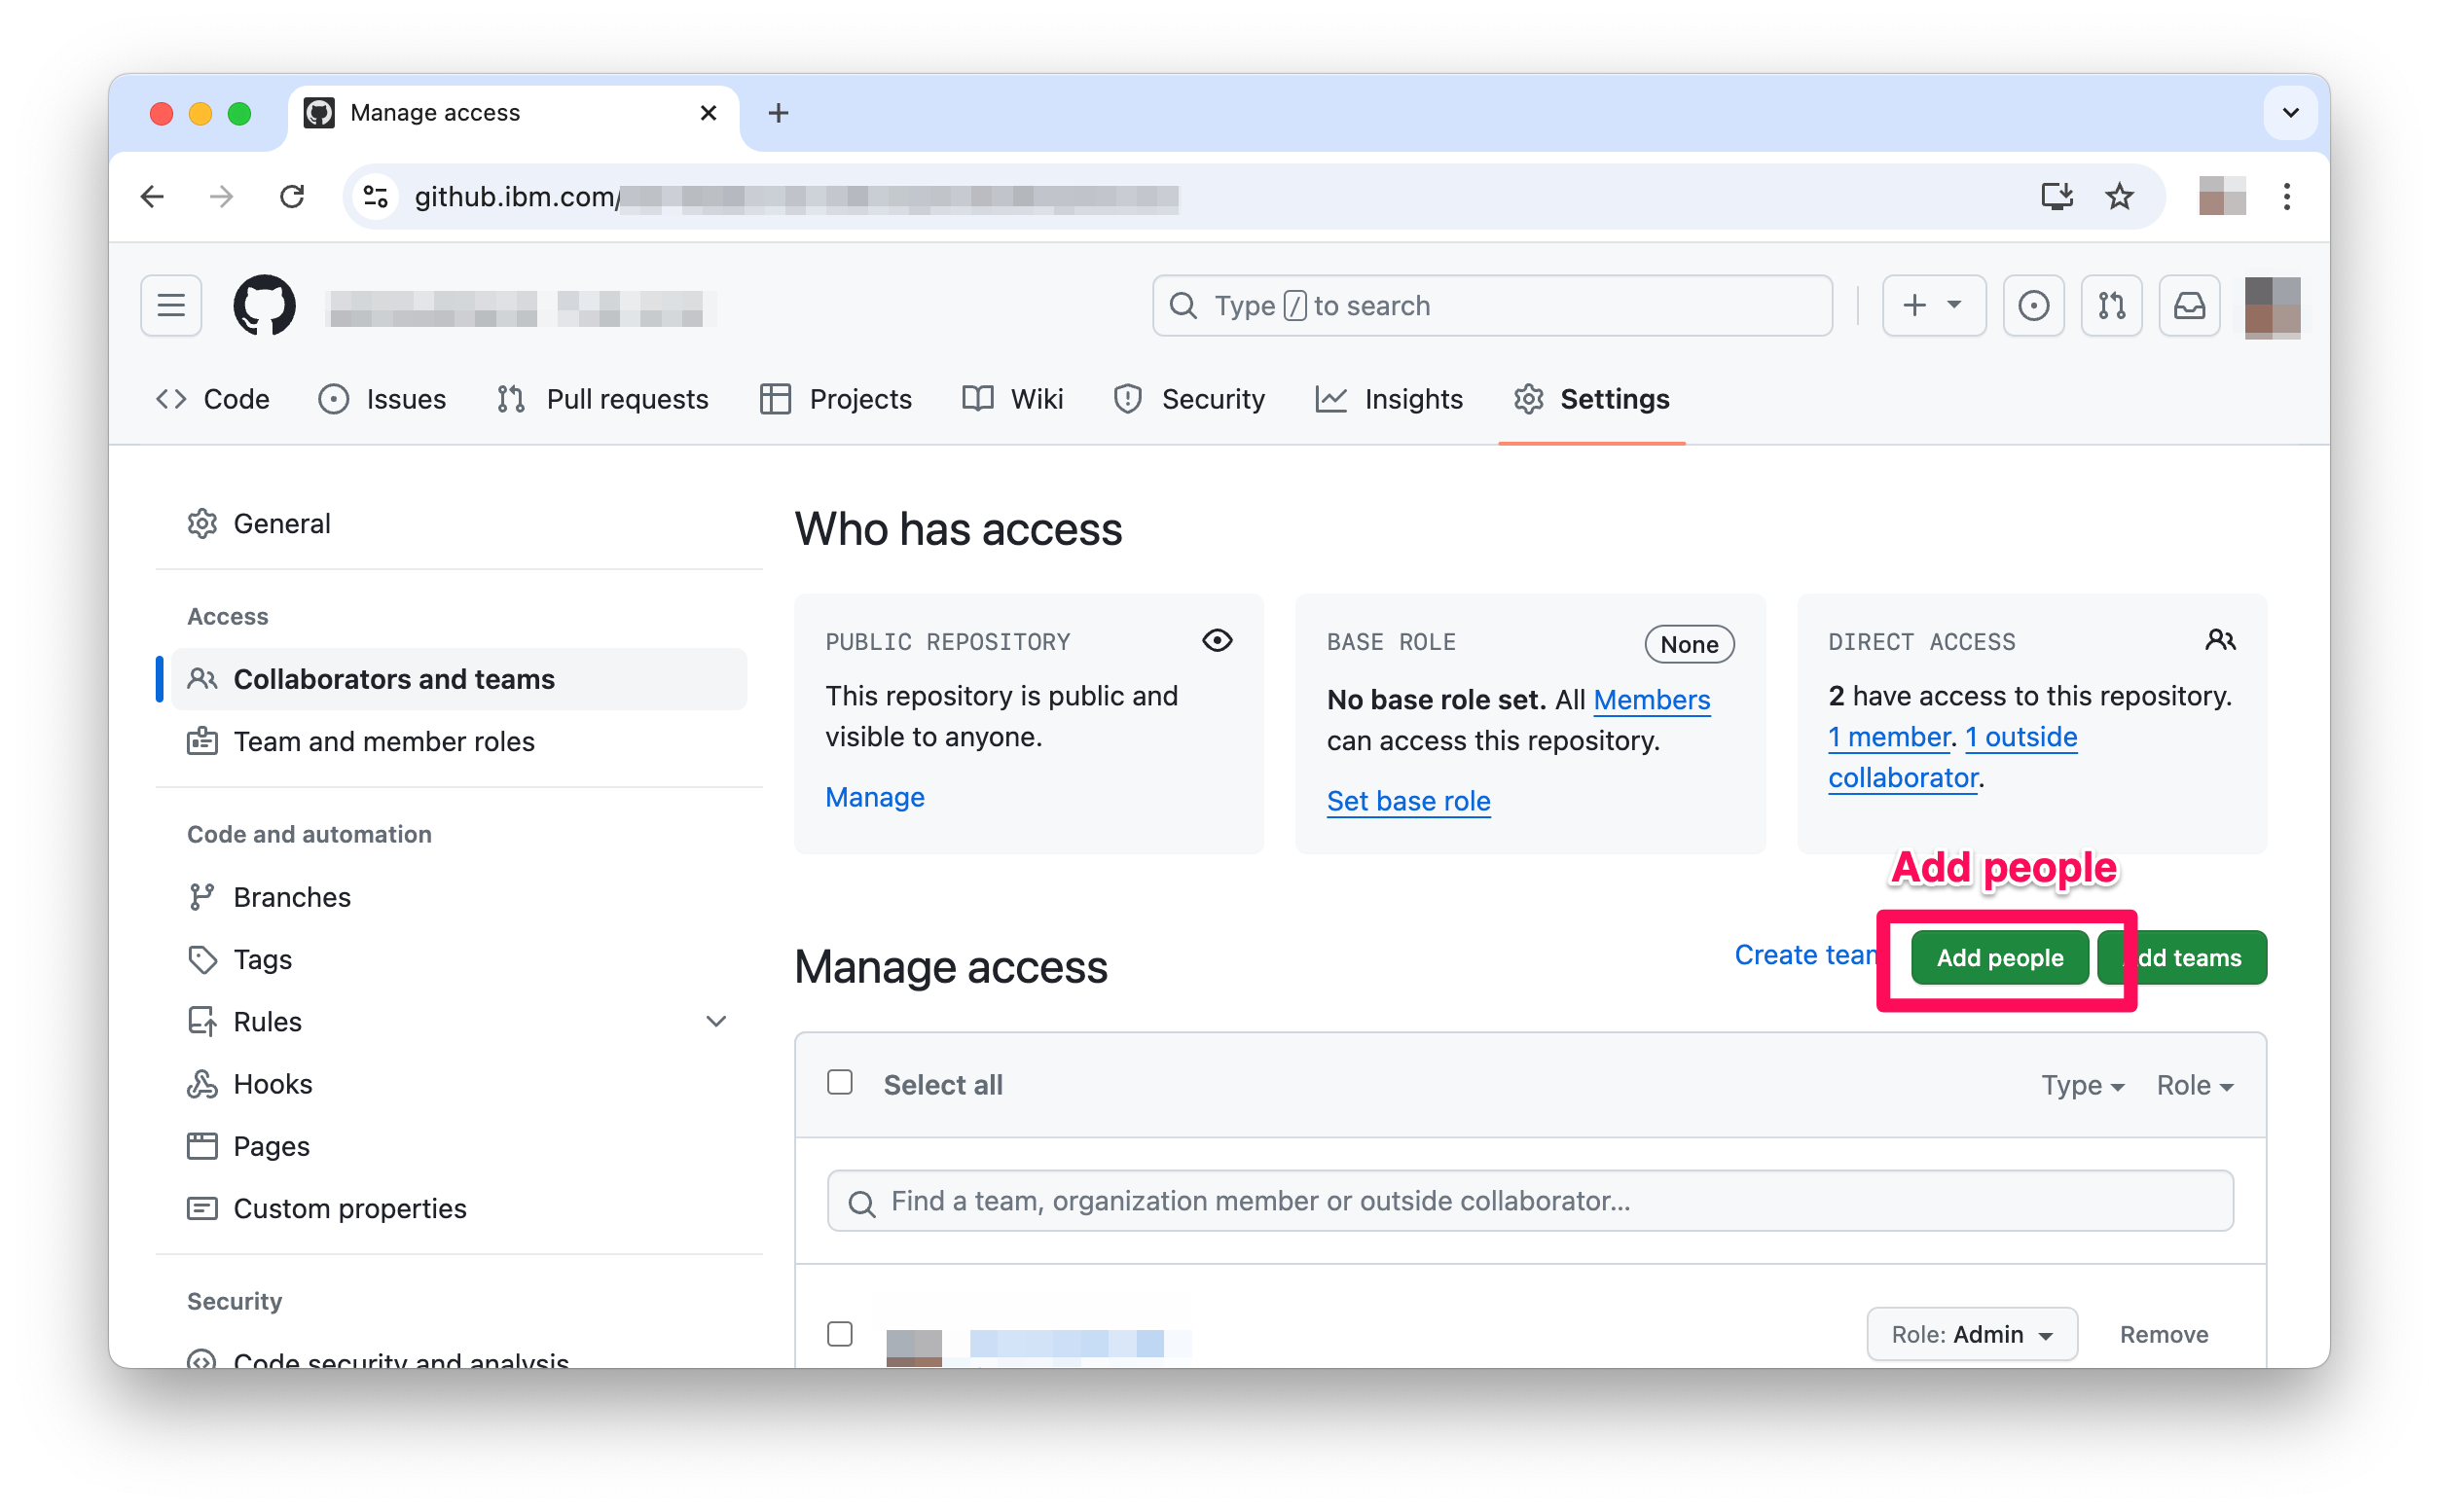 Manage access
github.ibm.com/
Type / to search
Code
Issues
Pull requests
Projects
Wiki
Security
Insights
Settings
General
Access
Collaborators and teams
Team and member roles
Code and automation
Branches
Tags
Rules
Hooks
Pages
Custom properties
Security
Code security and analysis
Who has access
PUBLIC REPOSITORY
This repository is public and
visible to anyone.
Manage
BASE ROLE
None
No base role set. All Members
can access this repository.
Set base role
DIRECT ACCESS
2 have access to this repository.
1 member. 1 outside
collaborator.
Add people
Manage access
Create team
Add people
Add teams
Select all
Type
Role
Find a team, organization member or outside collaborator...
Role: Admin
Remove